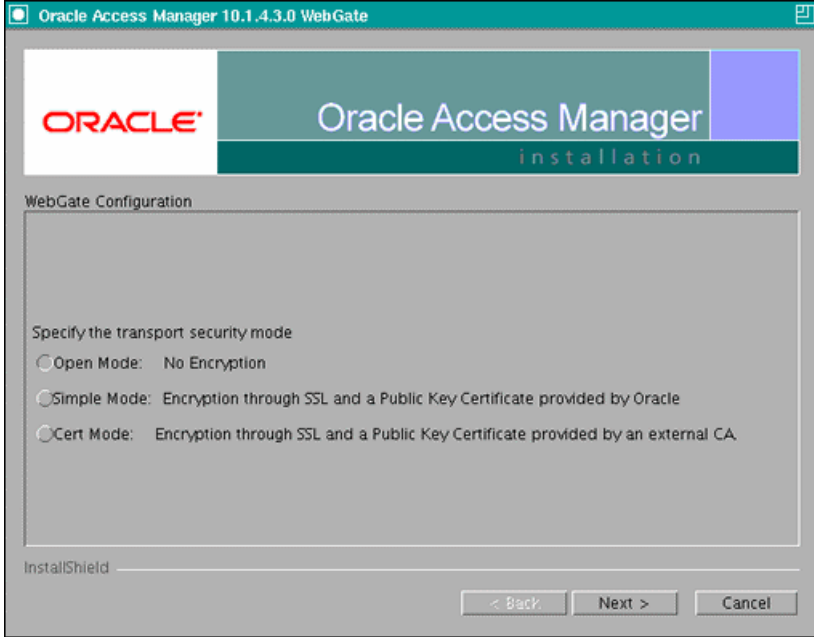 Oracle Access Manager 10.1.4.3.0 WebGate
ORACLE
Oracle Access Manager
installation
WebGate Configuration
Specify the transport security mode
Open Mode: No Encryption
Simple Mode: Encryption through SSL and a Public Key Certificate provided by Oracle
Cert Mode: Encryption through SSL and a Public Key Certificate provided by an external CA.
InstallShield
< Back Next > Cancel